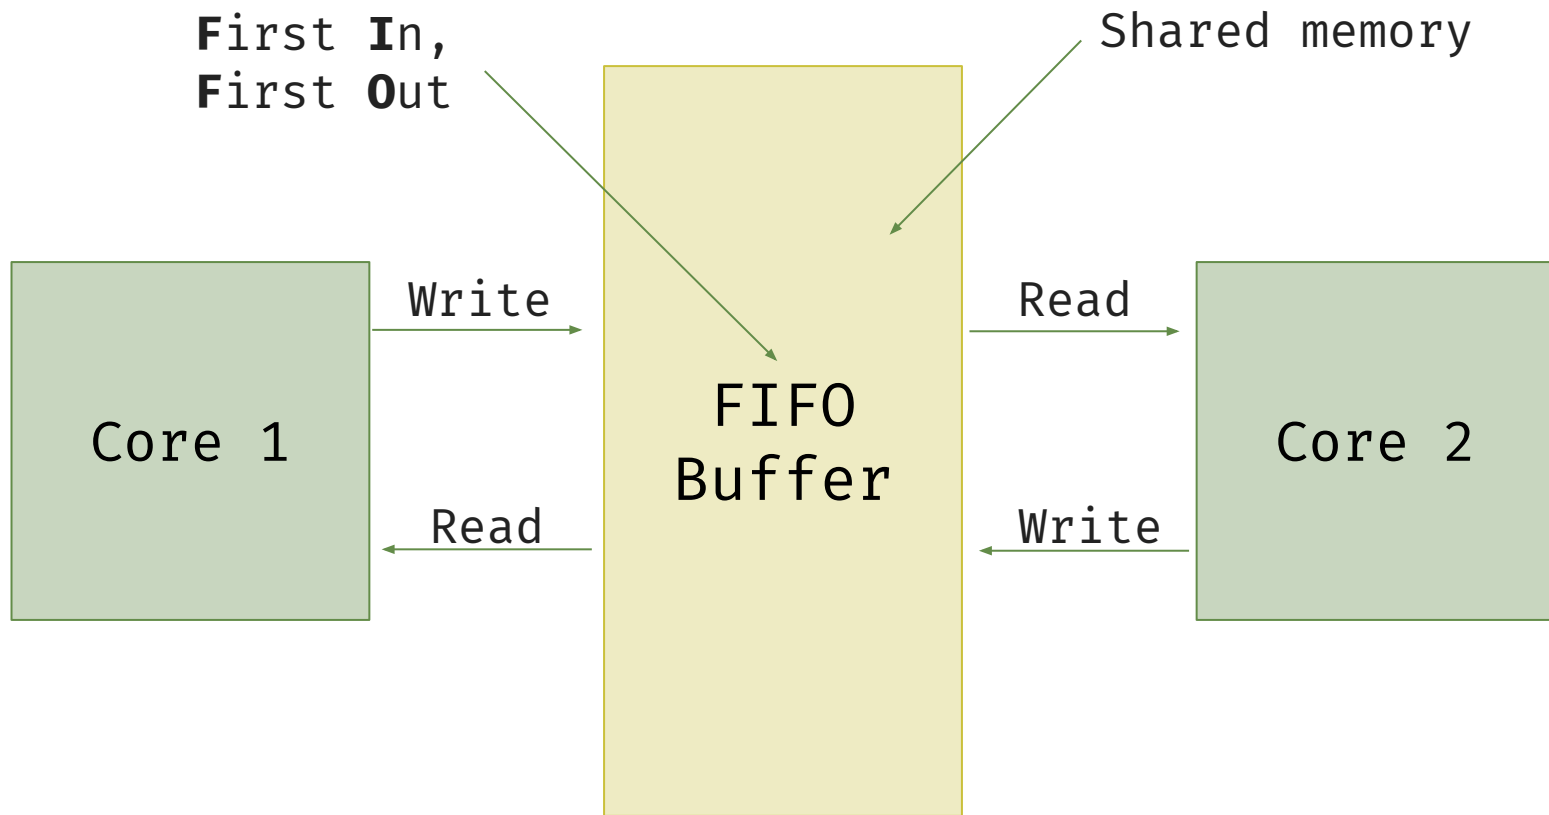 First In,
First Out
Shared memory
Write
Read
Core 1
FIFO
Buffer
Core 2
Read
Write